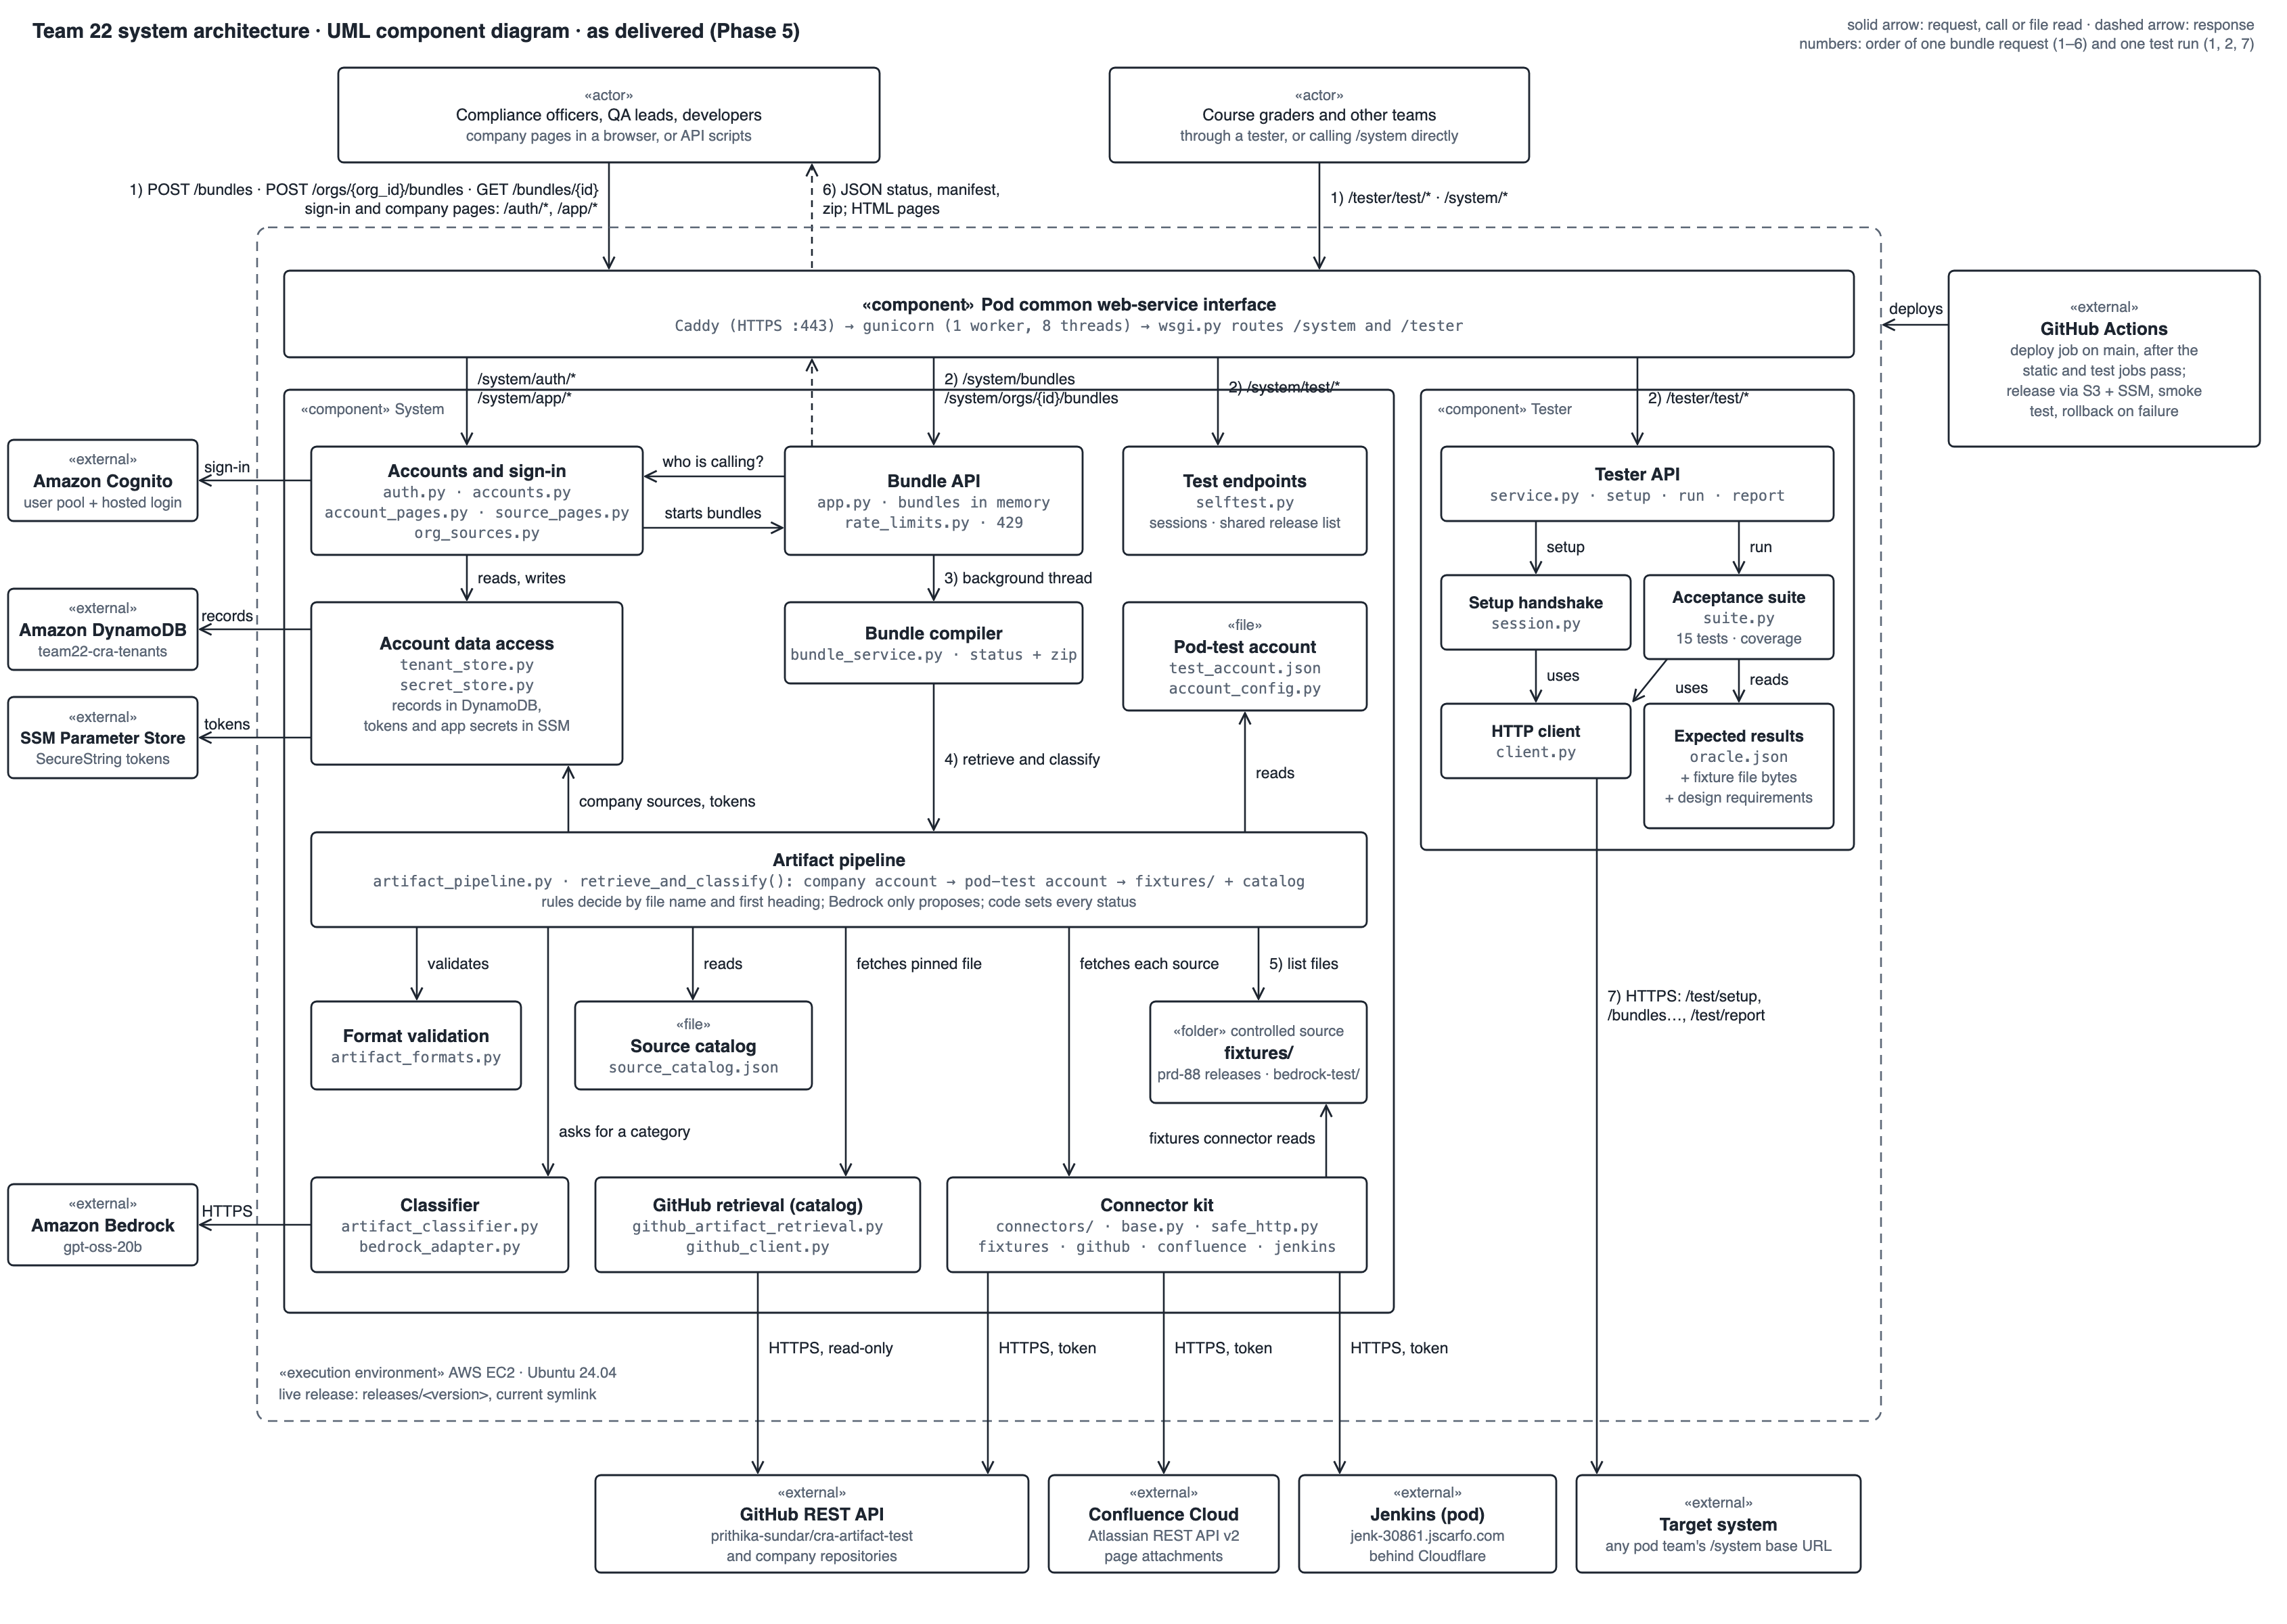 Team 22 system architecture · UML component diagram · as delivered (Phase 5)
solid arrow: request, call or file read · dashed arrow: response
numbers: order of one bundle request (1–6) and one test run (1, 2, 7)
«actor»
Compliance officers, QA leads, developers
company pages in a browser, or API scripts
«actor»
Course graders and other teams
through a tester, or calling /system directly
1) POST /bundles · POST /orgs/{org_id}/bundles · GET /bundles/{id}
sign-in and company pages: /auth/*, /app/*
6) JSON status, manifest,
zip; HTML pages
1) /tester/test/* · /system/*
«component» Pod common web-service interface
Caddy (HTTPS :443) → gunicorn (1 worker, 8 threads) → wsgi.py routes /system and /tester
deploys
«external»
GitHub Actions
deploy job on main, after the
static and test jobs pass;
release via S3 + SSM, smoke
test, rollback on failure
/system/auth/*
/system/app/*
2) /system/bundles
/system/orgs/{id}/bundles
2) /system/test/*
2) /tester/test/*
«component» System
«component» Tester
«external»
Amazon Cognito
user pool + hosted login
sign-in
Accounts and sign-in
auth.py · accounts.py
account_pages.py · source_pages.py
org_sources.py
who is calling?
starts bundles
Bundle API
app.py · bundles in memory
rate_limits.py · 429
Test endpoints
selftest.py
sessions · shared release list
Tester API
service.py · setup · run · report
setup
run
reads, writes
3) background thread
«external»
Amazon DynamoDB
team22-cra-tenants
records
Account data access
tenant_store.py
secret_store.py
records in DynamoDB,
tokens and app secrets in SSM
Bundle compiler
bundle_service.py · status + zip
«file»
Pod-test account
test_account.json
account_config.py
Setup handshake
session.py
Acceptance suite
suite.py
15 tests · coverage
uses
uses
reads
«external»
SSM Parameter Store
SecureString tokens
tokens
HTTP client
client.py
Expected results
oracle.json
+ fixture file bytes
+ design requirements
company sources, tokens
4) retrieve and classify
reads
Artifact pipeline
artifact_pipeline.py · retrieve_and_classify(): company account → pod-test account → fixtures/ + catalog
rules decide by file name and first heading; Bedrock only proposes; code sets every status
validates
reads
fetches pinned file
fetches each source
5) list files
7) HTTPS: /test/setup,
/bundles…, /test/report
Format validation
artifact_formats.py
«file»
Source catalog
source_catalog.json
«folder» controlled source
fixtures/
prd-88 releases · bedrock-test/
asks for a category
fixtures connector reads
«external»
Amazon Bedrock
gpt-oss-20b
HTTPS
Classifier
artifact_classifier.py
bedrock_adapter.py
GitHub retrieval (catalog)
github_artifact_retrieval.py
github_client.py
Connector kit
connectors/ · base.py · safe_http.py
fixtures · github · confluence · jenkins
HTTPS, read-only
HTTPS, token
HTTPS, token
HTTPS, token
«execution environment» AWS EC2 · Ubuntu 24.04
live release: releases/<version>, current symlink
«external»
GitHub REST API
prithika-sundar/cra-artifact-test
and company repositories
«external»
Confluence Cloud
Atlassian REST API v2
page attachments
«external»
Jenkins (pod)
jenk-30861.jscarfo.com
behind Cloudflare
«external»
Target system
any pod team's /system base URL